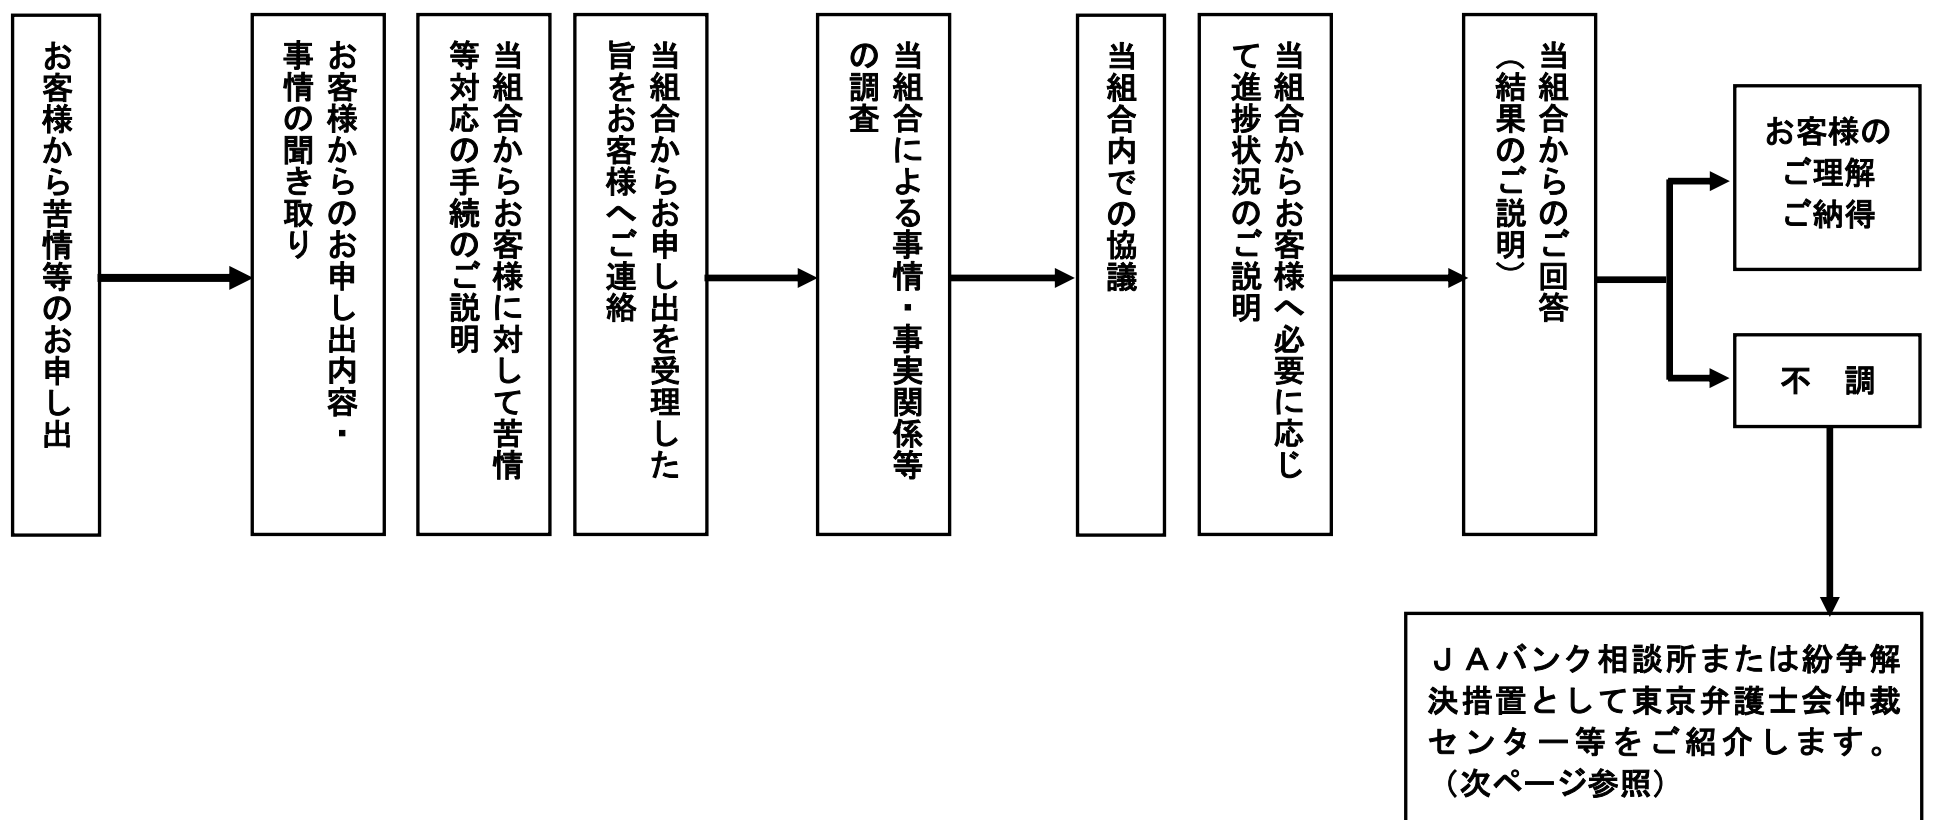 お客様から苦情等のお申し出
お客様からのお申し出内容・
事情の聞き取り
当組合からお客様に対して苦情
等対応の手続のご説明
当組合からお申し出を受理した
旨をお客様へご連絡
当組合による事情・事実関係等
の調査
当組合内での協議
当組合からお客様へ必要に応じ
て進捗状況のご説明
当組合からのご回答
（結果のご説明）
お客様の
ご理解
ご納得
不　調
ＪＡバンク相談所または紛争解
決措置として東京弁護士会仲裁
センター等をご紹介します。
（次ページ参照）